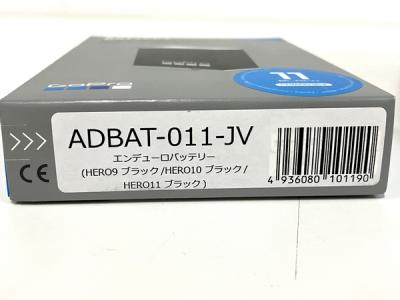 GoPro
11
>>>
CE
ADBAT-011-JV
エンデューロバッテリー
(HERO9 ブラック/HERO10 ブラック/
HERO11 ブラック)
4 936080 101190